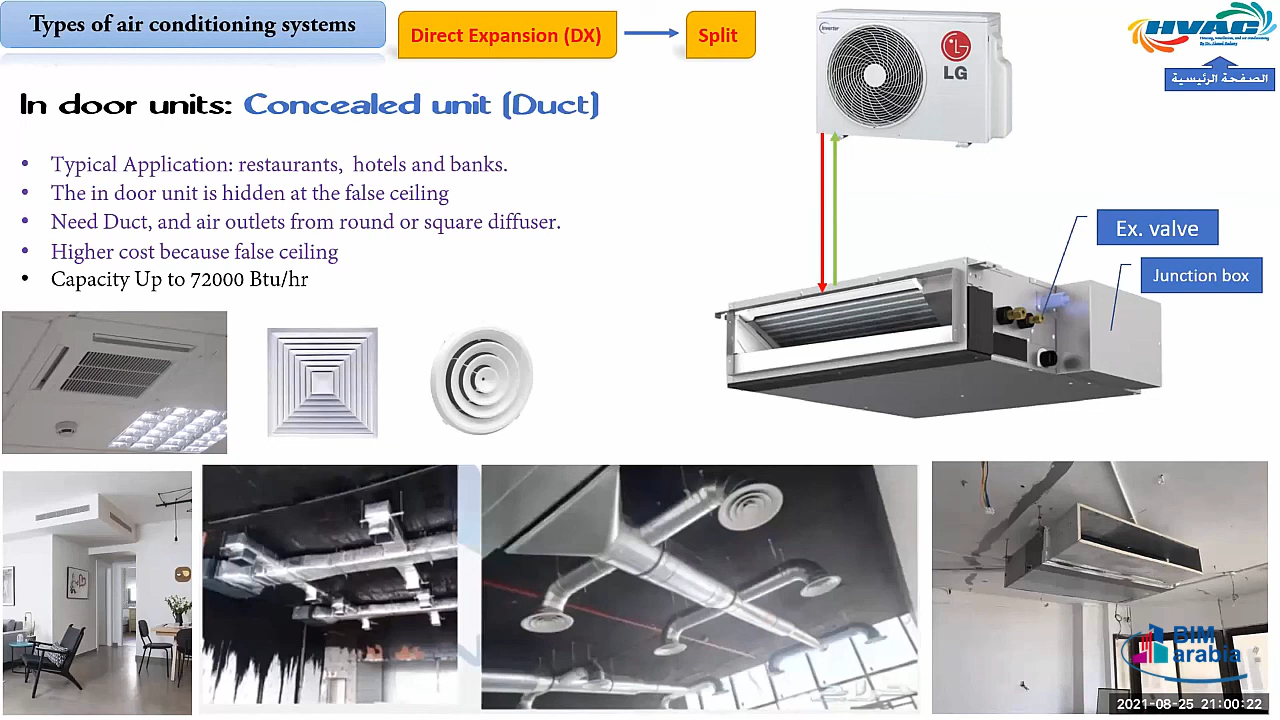 Types of air conditioning systems
Direct Expansion (DX)
Split
HVAC
الصفحة الرئيسية
In door units: Concealed unit (Duct)
• Typical Application: restaurants, hotels and banks.
• The in door unit is hidden at the false ceiling
• Need Duct, and air outlets from round or square diffuser.
• Higher cost because false ceiling
• Capacity Up to 72000 Btu/hr
Inverter
LG
Ex. valve
Junction box
BIM
arabia
2021-08-25 21:00:22